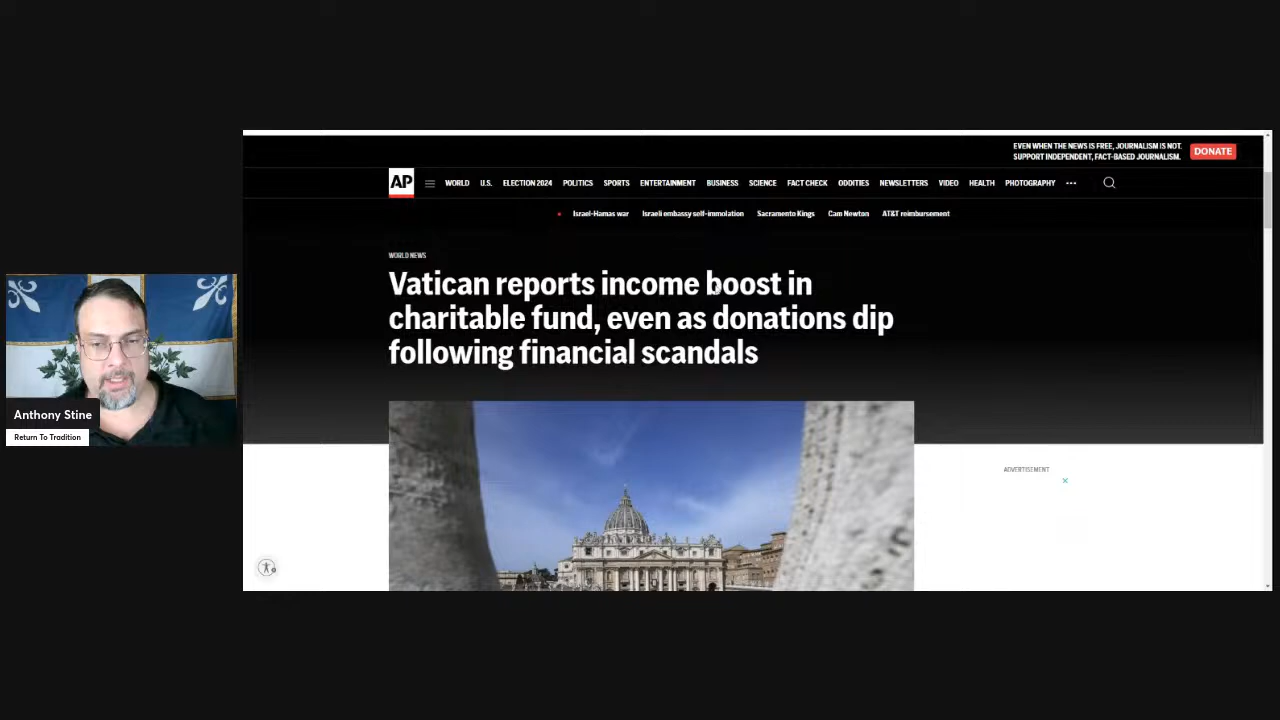 EVEN WHEN THE NEWS IS FREE, JOURNALISM IS NOT.
SUPPORT INDEPENDENT, FACT-BASED JOURNALISM.
DONATE
AP
WORLD U.S. ELECTION 2024 POLITICS SPORTS ENTERTAINMENT BUSINESS SCIENCE FACT CHECK ODDITIES NEWSLETTERS VIDEO HEALTH PHOTOGRAPHY
Israel-Hamas war Israeli embassy self-immolation Sacramento Kings Cam Newton AT&T reimbursement
WORLD NEWS
Vatican reports income boost in
charitable fund, even as donations dip
following financial scandals
Anthony Stine
Return To Tradition
ADVERTISEMENT